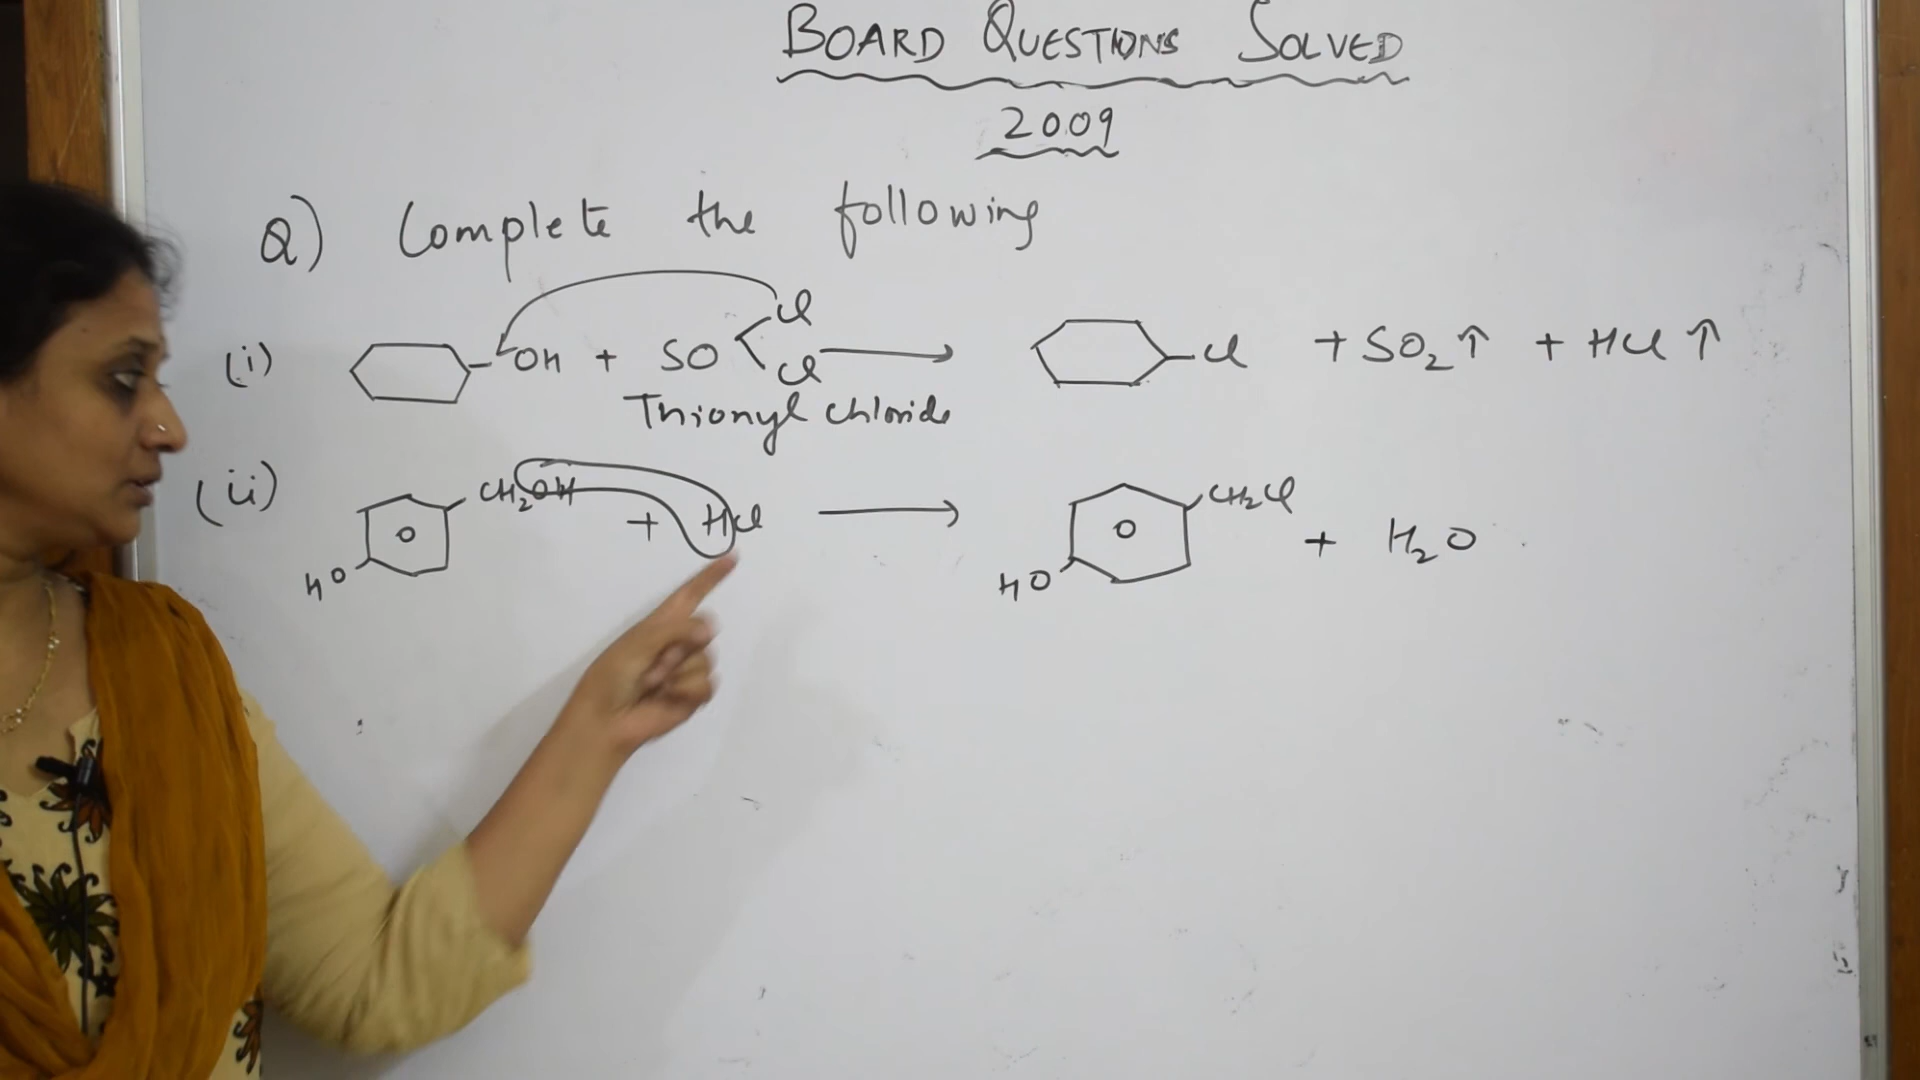 BOARD QUESTIONS SOLVED
2009
Q) Complete the following
(i) OH + SO Cl Cl → Cl + SO₂ ↑ + HCl ↑
Thionyl chloride
(ii) HO CH₂OH + HCl → HO CH₂Cl + H₂O